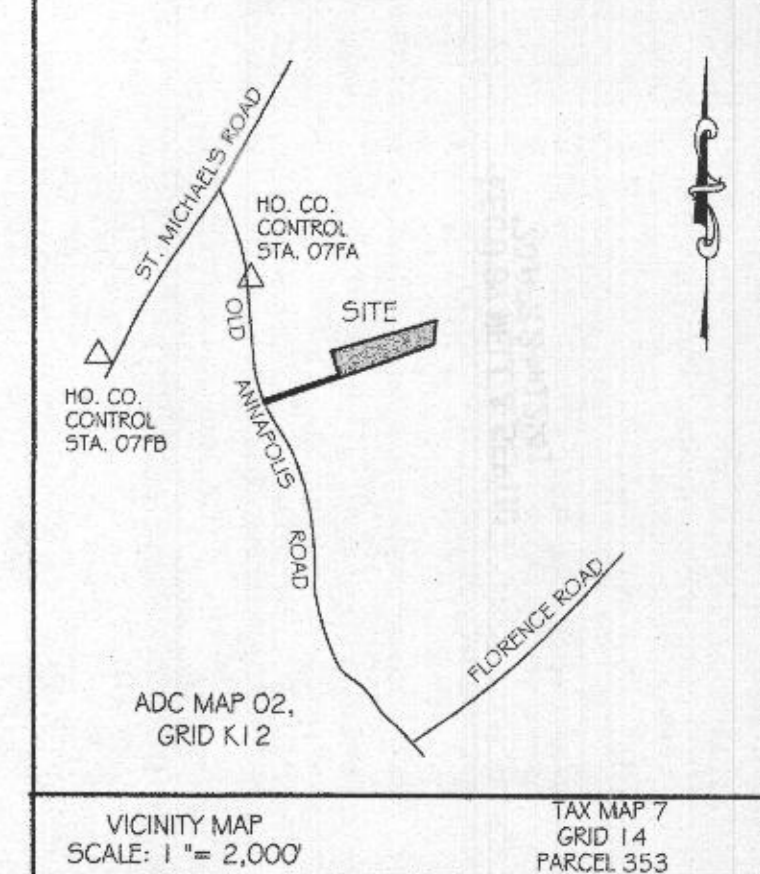 ST. MICHAEL'S ROAD
HO. CO.
CONTROL
STA. 07FA
OLD
ANNAPOLIS
ROAD
SITE
HO. CO.
CONTROL
STA. 07FB
FLORENCE ROAD
ADC MAP 02,
GRID K12
VICINITY MAP
SCALE: 1 "= 2,000'
TAX MAP 7
GRID 14
PARCEL 353